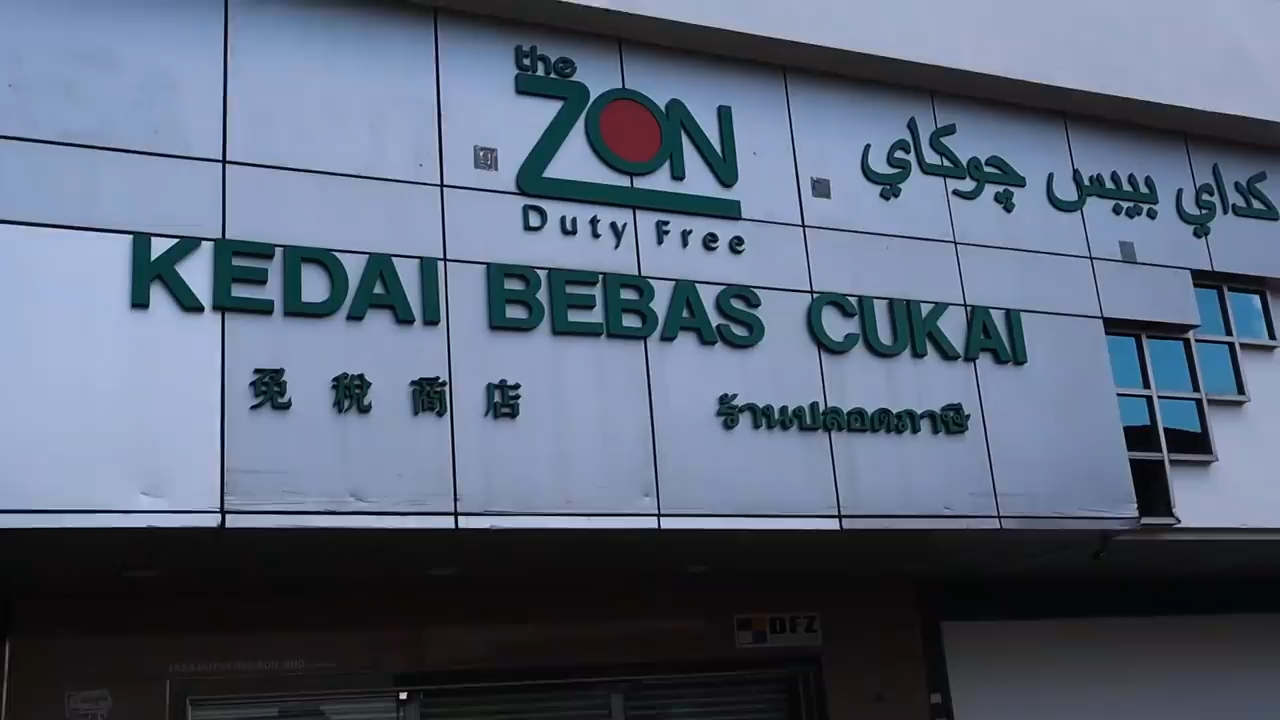 the
ZON
Duty Free
كداي بيبس چوكاي
KEDAI BEBAS CUKAI
免稅商店
ร้านปลอดภาษี
DFZ